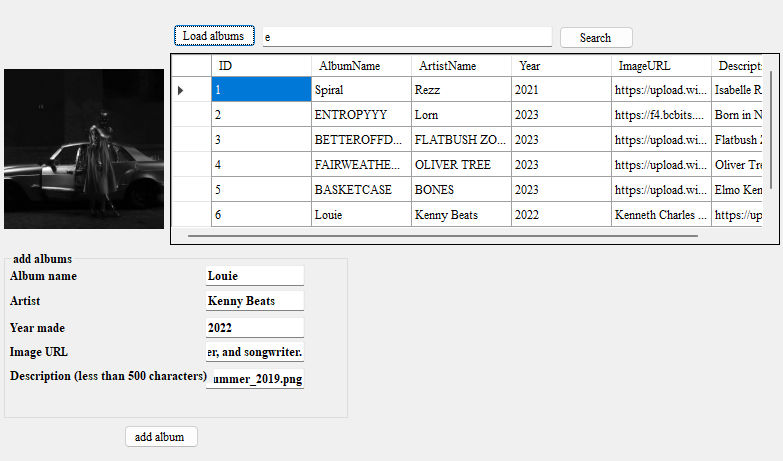 Load albums e Search
ID AlbumName ArtistName Year ImageURL Descript
1 Spiral Rezz 2021 https://upload.wi... Isabelle R
2 ENTROPYYY Lorn 2023 https://f4.bcbits.... Born in N
3 BETTEROFFD... FLATBUSH ZO... 2023 https://upload.wi... Flatbush Z
4 FAIRWEATHE... OLIVER TREE 2023 https://upload.wi... Oliver Tre
5 BASKETCASE BONES 2023 https://upload.wi... Elmo Ken
6 Louie Kenny Beats 2022 Kenneth Charles ... https://up
add albums
Album name Louie
Artist Kenny Beats
Year made 2022
Image URL er, and songwriter.
Description (less than 500 characters) ummer_2019.png
add album